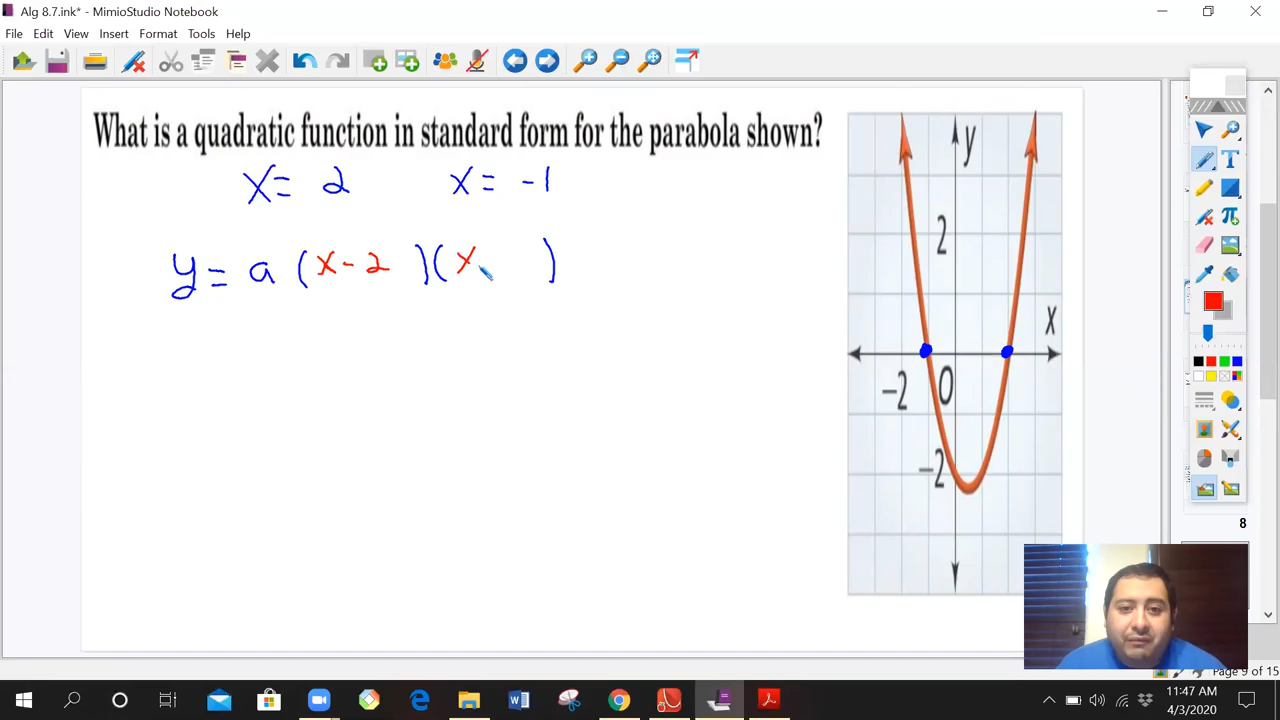 Alg 8.7.ink* - MimioStudio Notebook
File Edit View Insert Format Tools Help
What is a quadratic function in standard form for the parabola shown?
x = 2 x = -1
y = a (x - 2 )(x )
y
2
x
-2 0
-2
8
Page 9 of 15
11:47 AM
4/3/2020